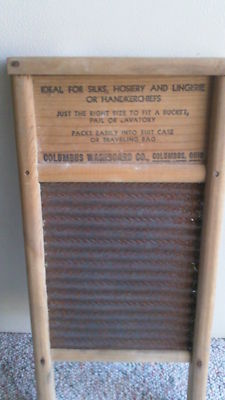 IDEAL FOR SILKS, HOSIERY AND LINGERIE
OR HANDKERCHIEFS
JUST THE RIGHT SIZE TO FIT A BUCKET,
PAIL OR LAVATORY
PACKS EASILY INTO SUIT CASE
OR TRAVELING BAG
COLUMBUS WASHBOARD CO., COLUMBUS, OHIO